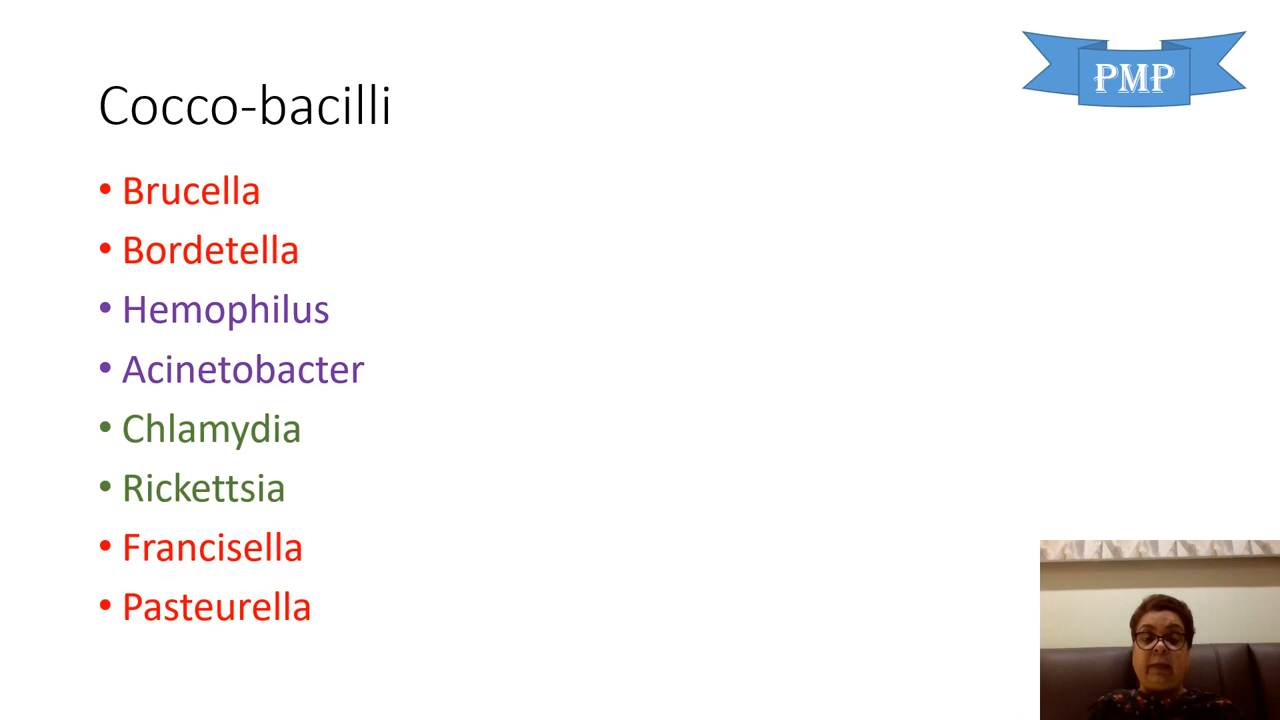 PMP
Cocco-bacilli
• Brucella
• Bordetella
• Hemophilus
• Acinetobacter
• Chlamydia
• Rickettsia
• Francisella
• Pasteurella